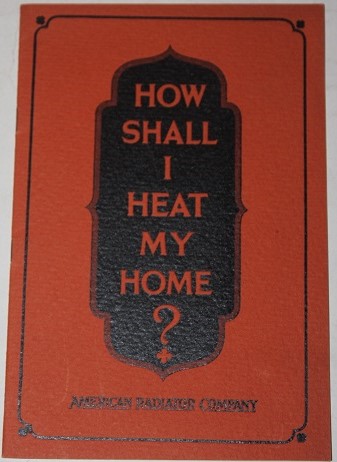 HOW
SHALL
I
HEAT
MY
HOME
?
AMERICAN RADIATOR COMPANY